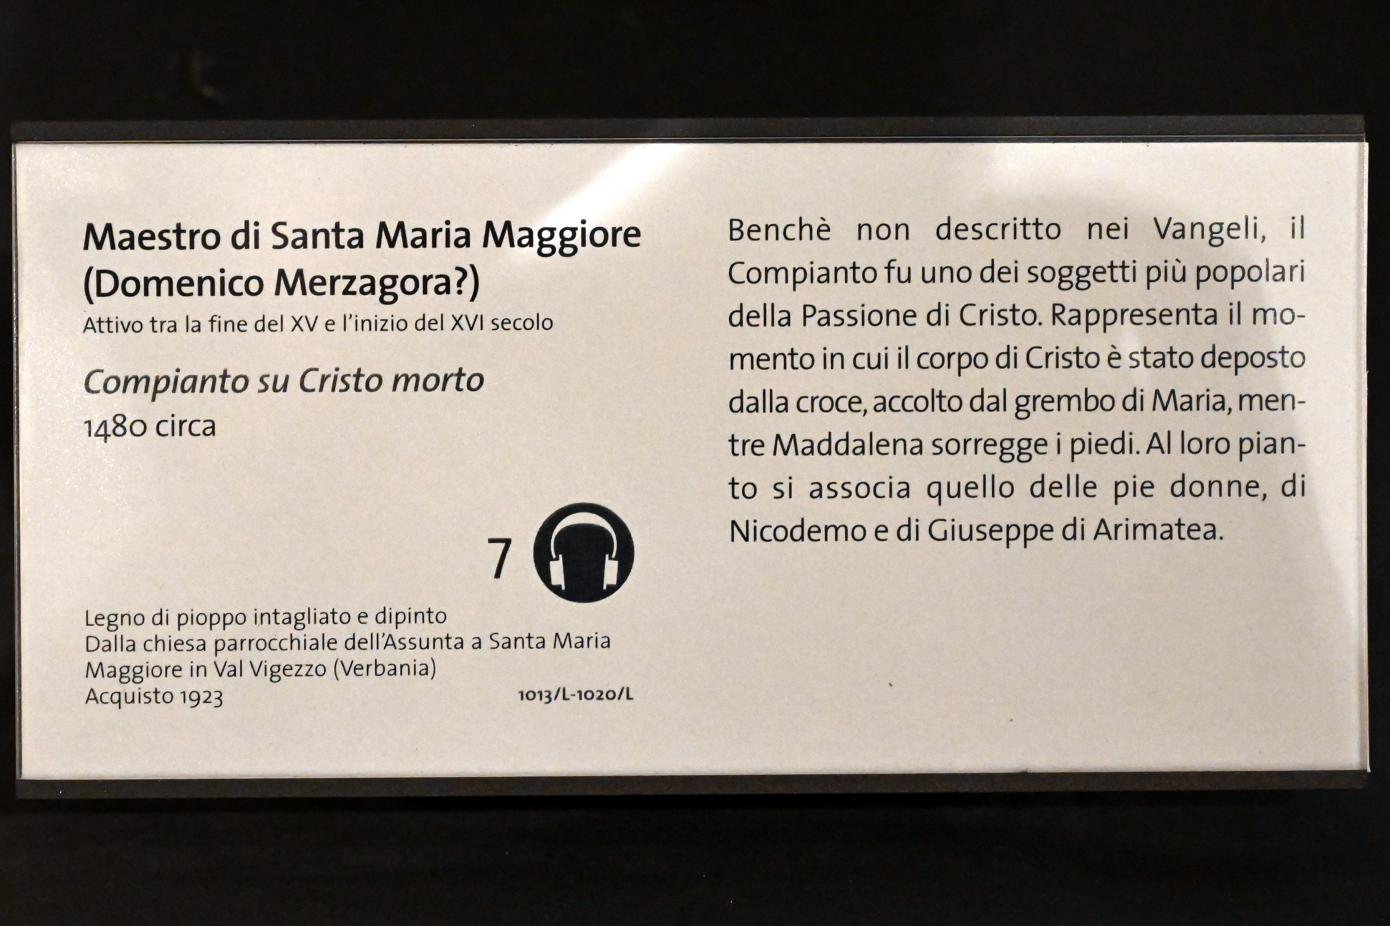 Maestro di Santa Maria Maggiore
(Domenico Merzagora?)
Attivo tra la fine del XV e l'inizio del XVI secolo
Compianto su Cristo morto
1480 circa
7
Legno di pioppo intagliato e dipinto
Dalla chiesa parrocchiale dell'Assunta a Santa Maria
Maggiore in Val Vigezzo (Verbania)
Acquisto 1923
1013/L-1020/L
Benchè non descritto nei Vangeli, il
Compianto fu uno dei soggetti più popolari
della Passione di Cristo. Rappresenta il mo-
mento in cui il corpo di Cristo è stato deposto
dalla croce, accolto dal grembo di Maria, men-
tre Maddalena sorregge i piedi. Al loro pian-
to si associa quello delle pie donne, di
Nicodemo e di Giuseppe di Arimatea.